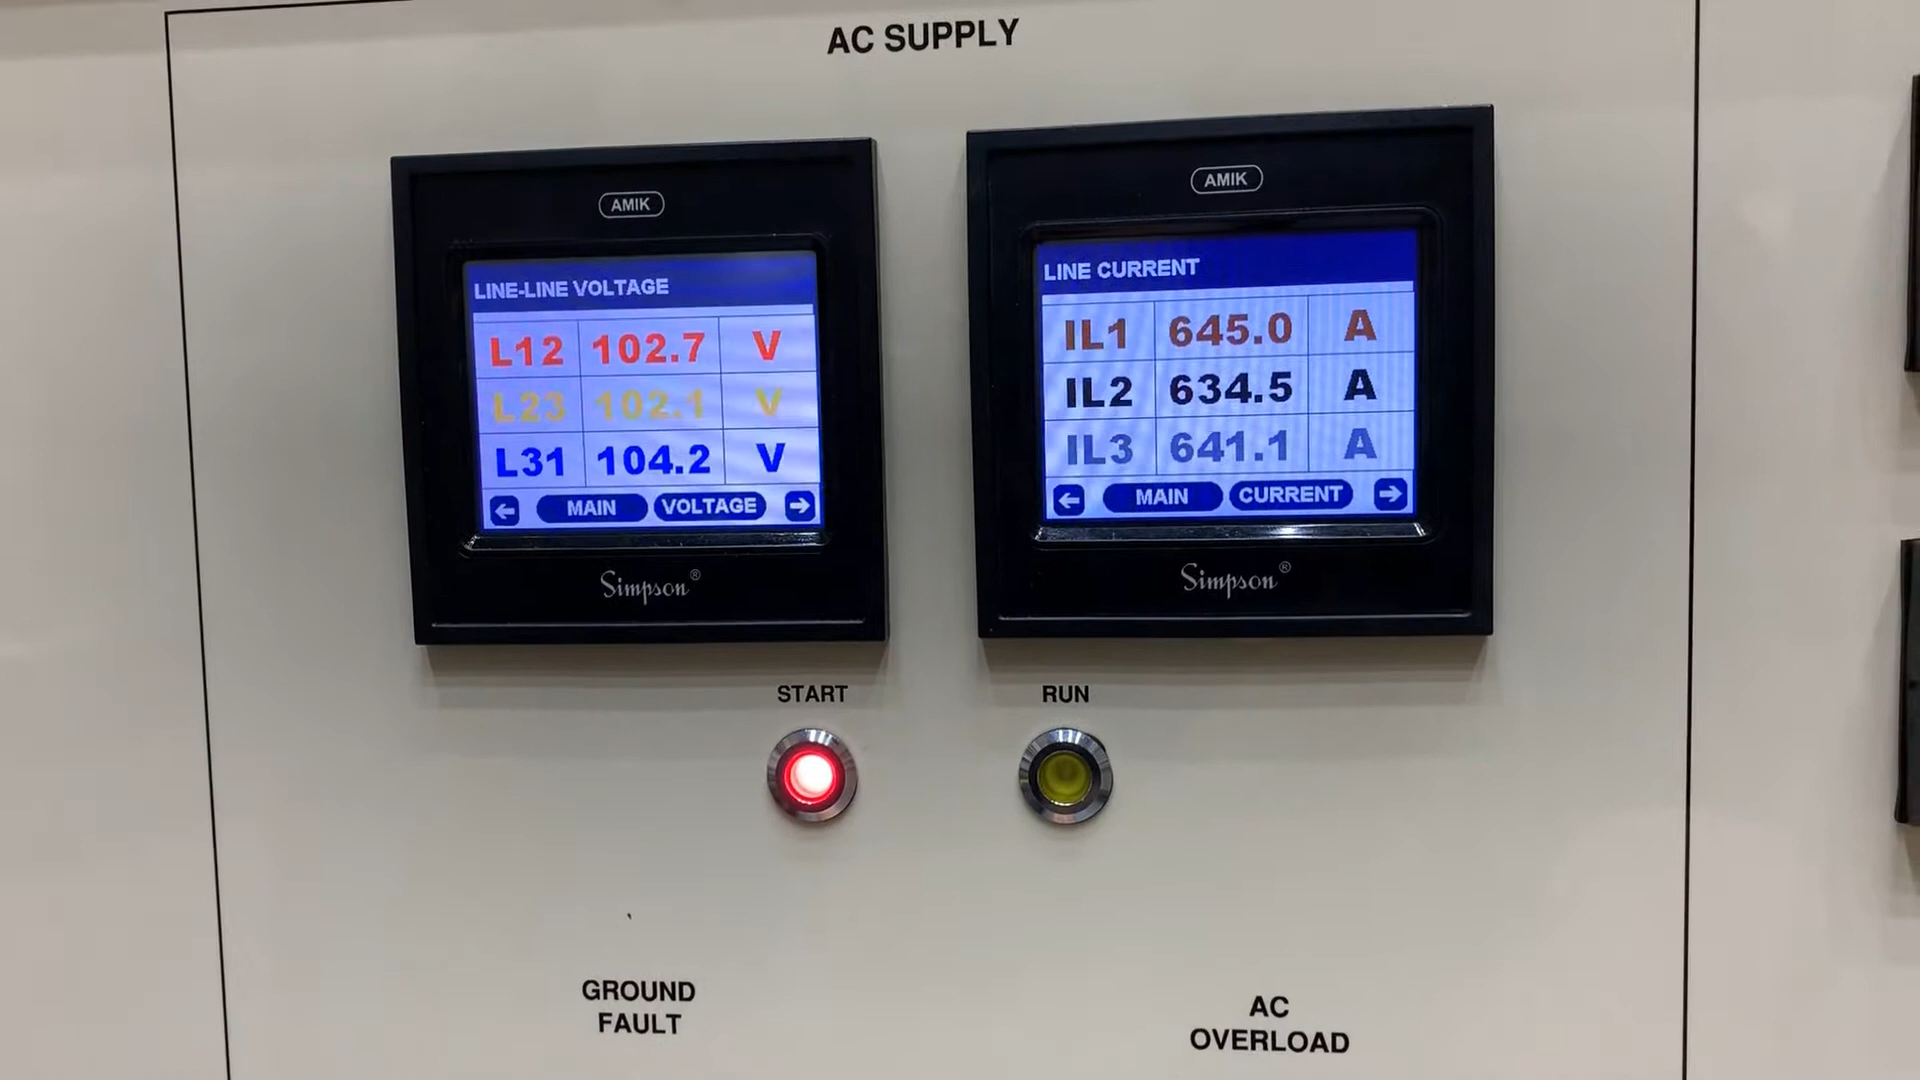 AC SUPPLY
AMIK
LINE-LINE VOLTAGE
L12 102.7 V
L23 102.1 V
L31 104.2 V
MAIN VOLTAGE
Simpson®
AMIK
LINE CURRENT
IL1 645.0 A
IL2 634.5 A
IL3 641.1 A
MAIN CURRENT
Simpson®
START
RUN
GROUND
FAULT
AC
OVERLOAD